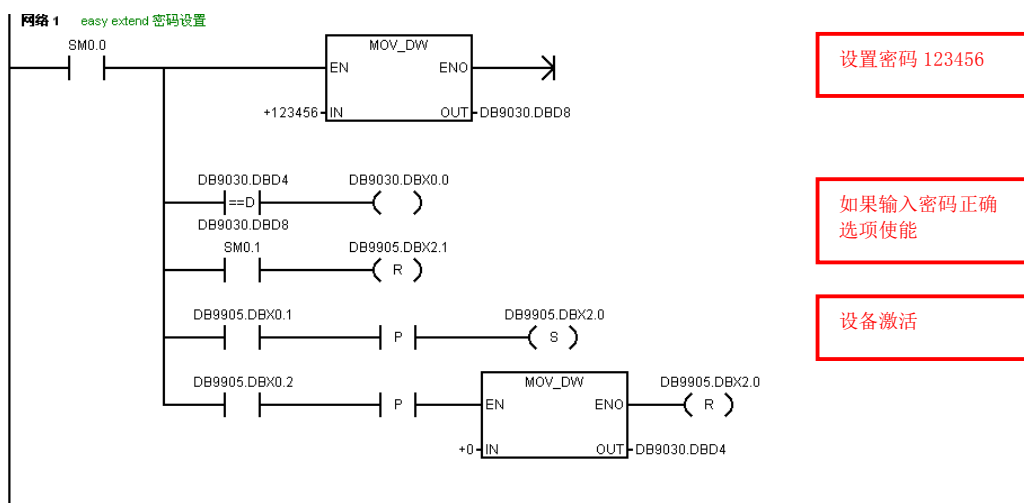 网络 1 easy extend 密码设置
SM0.0
MOV_DW
EN ENO
+123456 IN OUT DB9030.DBD8
设置密码 123456
DB9030.DBD4 DB9030.DBX0.0
==D
DB9030.DBD8
如果输入密码正确
选项使能
SM0.1 DB9905.DBX2.1
R
DB9905.DBX0.1 DB9905.DBX2.0
P S
设备激活
DB9905.DBX0.2 MOV_DW DB9905.DBX2.0
P EN ENO R
+0 IN OUT DB9030.DBD4